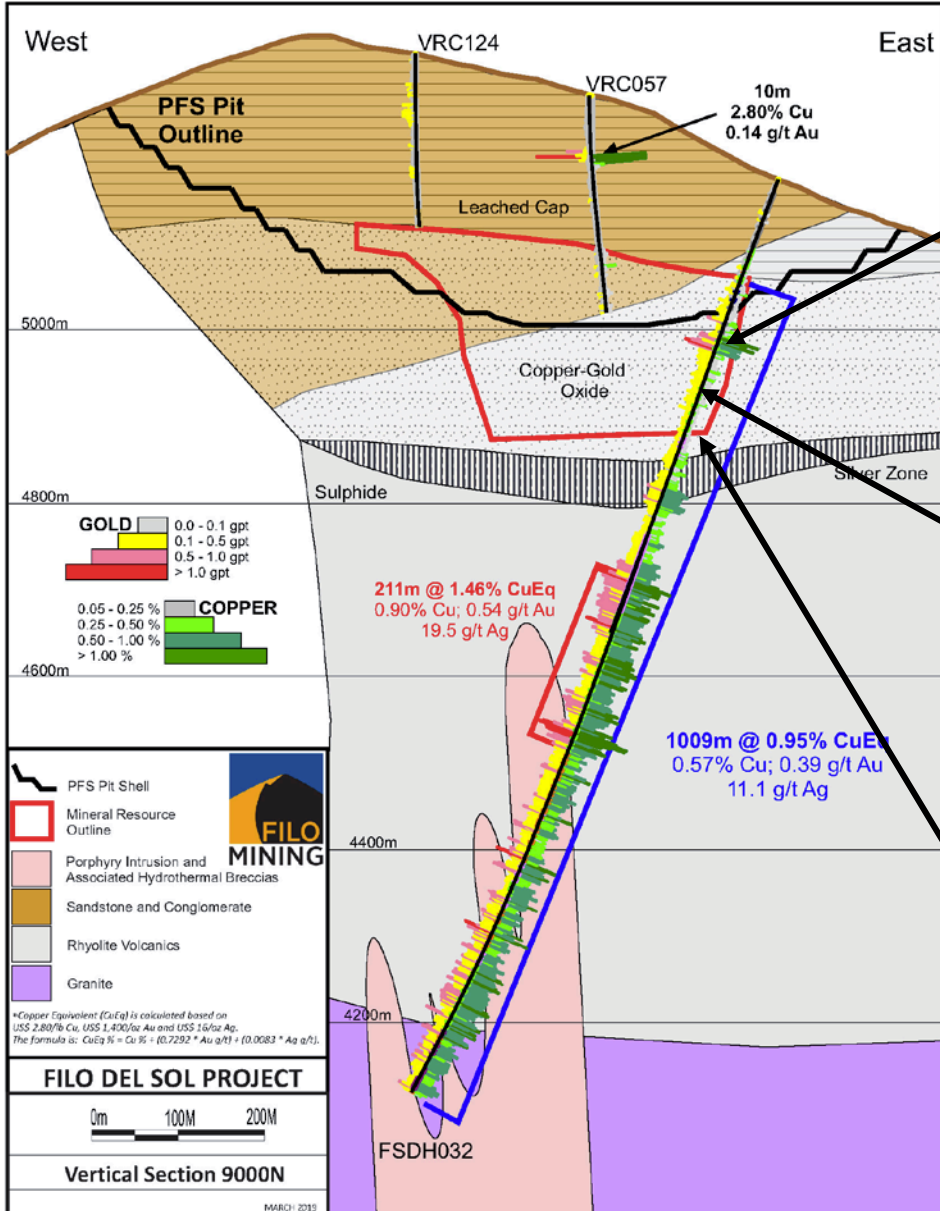 West
East
VRC124
VRC057
10m
2.80% Cu
0.14 g/t Au
PFS Pit
Outline
Leached Cap
5000m
Copper-Gold
Oxide
Silver Zone
Sulphide
4800m
GOLD
0.0 - 0.1 gpt
0.1 - 0.5 gpt
0.5 - 1.0 gpt
> 1.0 gpt
COPPER
0.05 - 0.25 %
0.25 - 0.50 %
0.50 - 1.00 %
> 1.00 %
211m @ 1.46% CuEq
0.90% Cu; 0.54 g/t Au
19.5 g/t Ag
4600m
1009m @ 0.95% CuEq
0.57% Cu; 0.39 g/t Au
11.1 g/t Ag
4400m
4200m
FSDH032
PFS Pit Shell
Mineral Resource
Outline
FILO
MINING
Porphyry Intrusion and
Associated Hydrothermal Breccias
Sandstone and Conglomerate
Rhyolite Volcanics
Granite
*Copper Equivalent (CuEq) is calculated based on
US$ 2.80/lb Cu, US$ 1,400/oz Au and US$ 16/oz Ag.
The formula is: CuEq % = Cu % + (0.7292 * Au g/t) + (0.0083 * Ag g/t).
FILO DEL SOL PROJECT
0m 100M 200M
Vertical Section 9000N
MARCH 2019